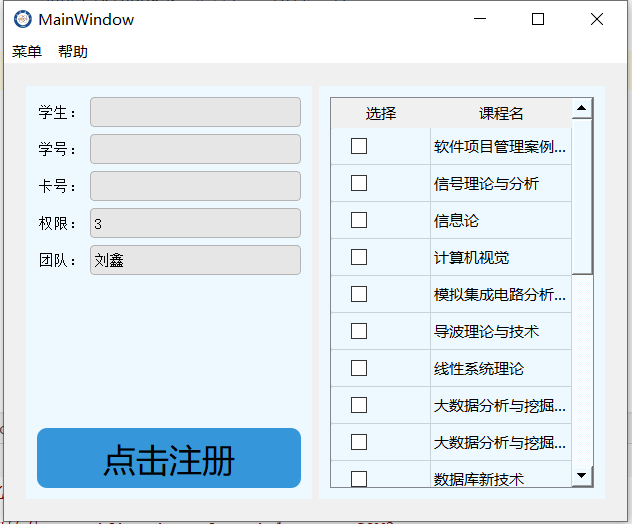 MainWindow
菜单 帮助
学生：
学号：
卡号：
权限： 3
团队： 刘鑫
点击注册
选择 课程名
软件项目管理案例...
信号理论与分析
信息论
计算机视觉
模拟集成电路分析...
导波理论与技术
线性系统理论
大数据分析与挖掘...
大数据分析与挖掘...
数据库新技术